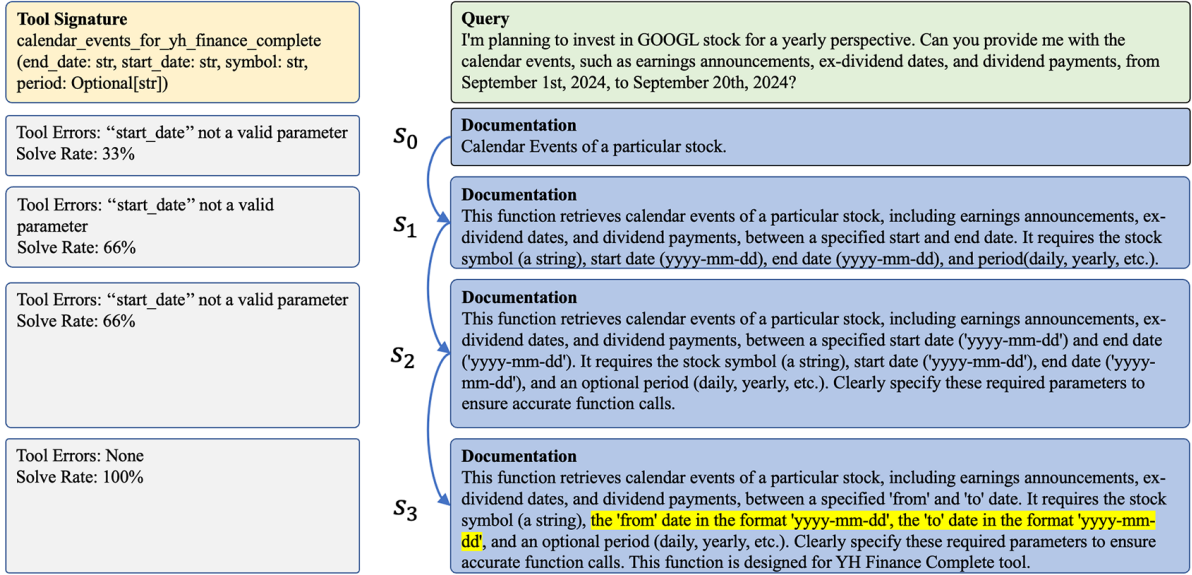 Tool Signature
calendar_events_for_yh_finance_complete
(end_date: str, start_date: str, symbol: str,
period: Optional[str])
Query
I'm planning to invest in GOOGL stock for a yearly perspective. Can you provide me with the
calendar events, such as earnings announcements, ex-dividend dates, and dividend payments, from
September 1st, 2024, to September 20th, 2024?
Tool Errors: “start_date” not a valid parameter
Solve Rate: 33%
S0
Documentation
Calendar Events of a particular stock.
Tool Errors: “start_date” not a valid
parameter
Solve Rate: 66%
S1
Documentation
This function retrieves calendar events of a particular stock, including earnings announcements, ex-
dividend dates, and dividend payments, between a specified start and end date. It requires the stock
symbol (a string), start date (yyyy-mm-dd), end date (yyyy-mm-dd), and period(daily, yearly, etc.).
Tool Errors: “start_date” not a valid parameter
Solve Rate: 66%
S2
Documentation
This function retrieves calendar events of a particular stock, including earnings announcements, ex-
dividend dates, and dividend payments, between a specified start date ('yyyy-mm-dd') and end date
('yyyy-mm-dd'). It requires the stock symbol (a string), start date ('yyyy-mm-dd'), end date ('yyyy-
mm-dd'), and an optional period (daily, yearly, etc.). Clearly specify these required parameters to
ensure accurate function calls.
Tool Errors: None
Solve Rate: 100%
S3
Documentation
This function retrieves calendar events of a particular stock, including earnings announcements, ex-
dividend dates, and dividend payments, between a specified 'from' and 'to' date. It requires the stock
symbol (a string), the 'from' date in the format 'yyyy-mm-dd', the 'to' date in the format 'yyyy-mm-
dd', and an optional period (daily, yearly, etc.). Clearly specify these required parameters to ensure
accurate function calls. This function is designed for YH Finance Complete tool.